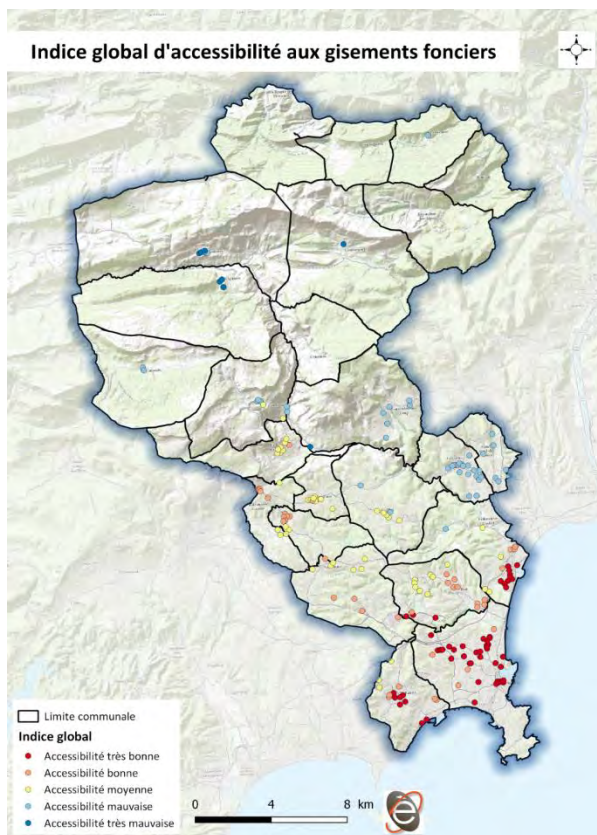 Indice global d'accessibilité aux gisements fonciers
Limite communale
Indice global
Accessibilité très bonne
Accessibilité bonne
Accessibilité moyenne
Accessibilité mauvaise
Accessibilité très mauvaise
0 4 8 km